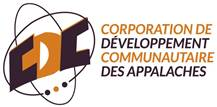 CDC
CORPORATION DE
DÉVELOPPEMENT
COMMUNAUTAIRE
DES APPALACHES